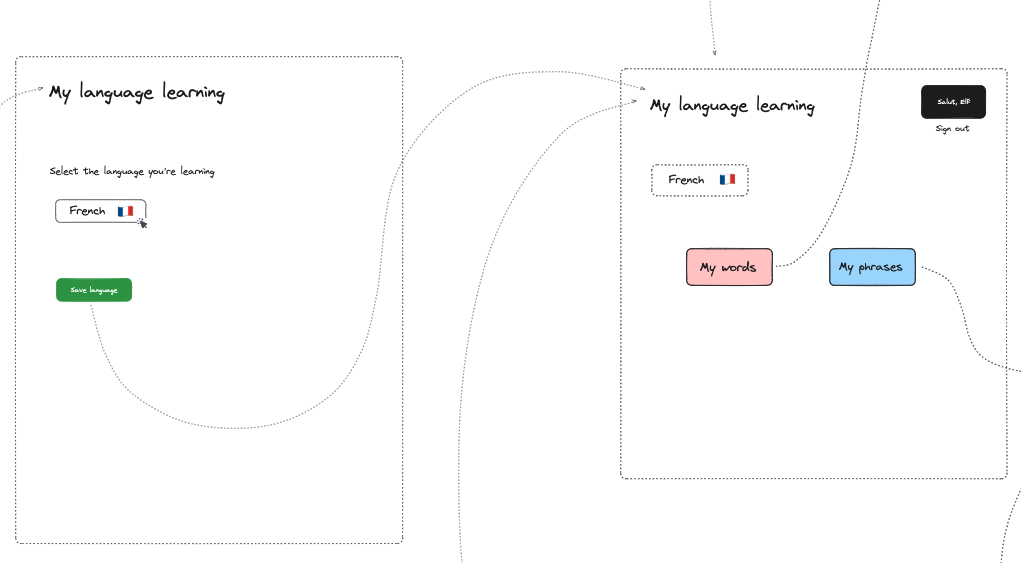 My language learning
Select the language you're learning
French
Save language
My language learning
Salut, Elfi
Sign out
French
My words
My phrases